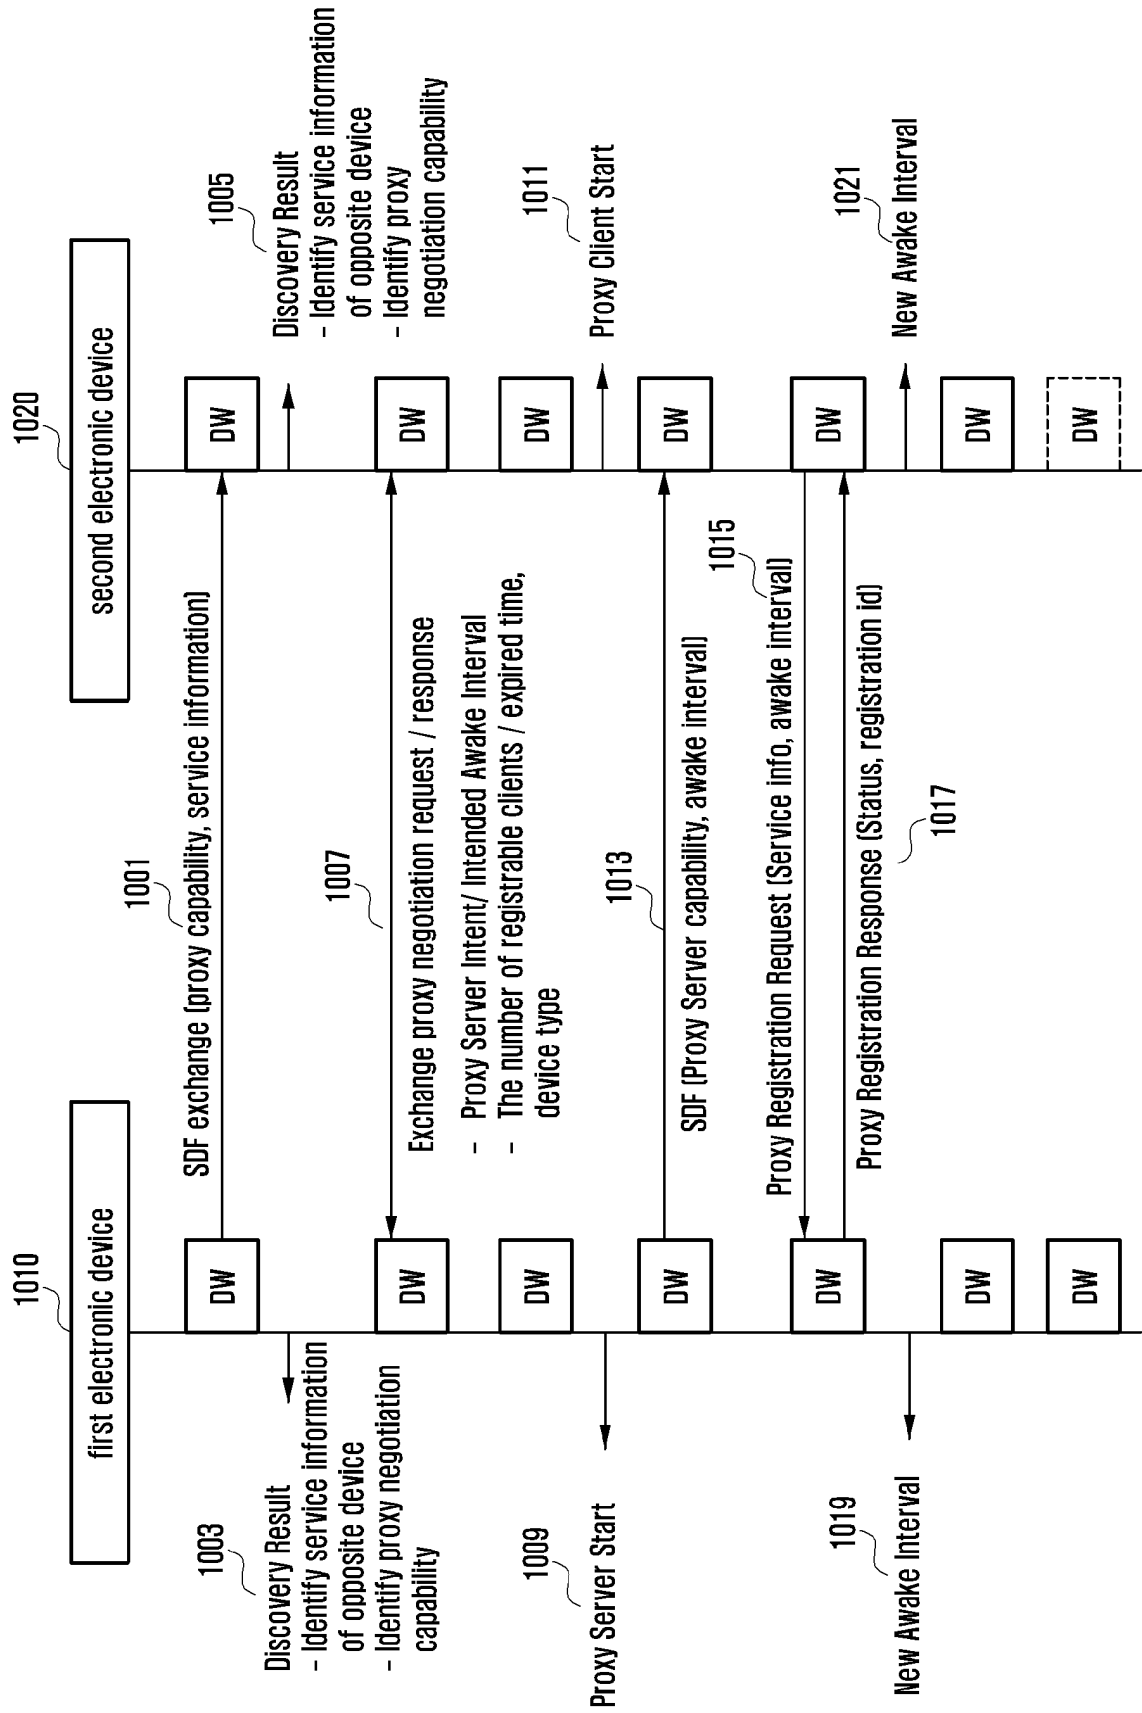 1010
first electronic device
1020
second electronic device
DW
1001
SDF exchange (proxy capability, service information)
DW
1003
Discovery Result
- Identify service information
of opposite device
- Identify proxy negotiation
capability
1005
Discovery Result
- Identify service information
of opposite device
- Identify proxy
negotiation capability
DW
1007
Exchange proxy negotiation request / response
- Proxy Server Intent/ Intended Awake Interval
- The number of registrable clients / expired time,
device type
DW
DW
DW
1009
Proxy Server Start
1011
Proxy Client Start
DW
1013
SDF (Proxy Server capability, awake interval)
DW
DW
1015
Proxy Registration Request (Service info, awake interval)
Proxy Registration Response (Status, registration id)
1017
DW
1019
New Awake Interval
1021
New Awake Interval
DW
DW
DW
DW